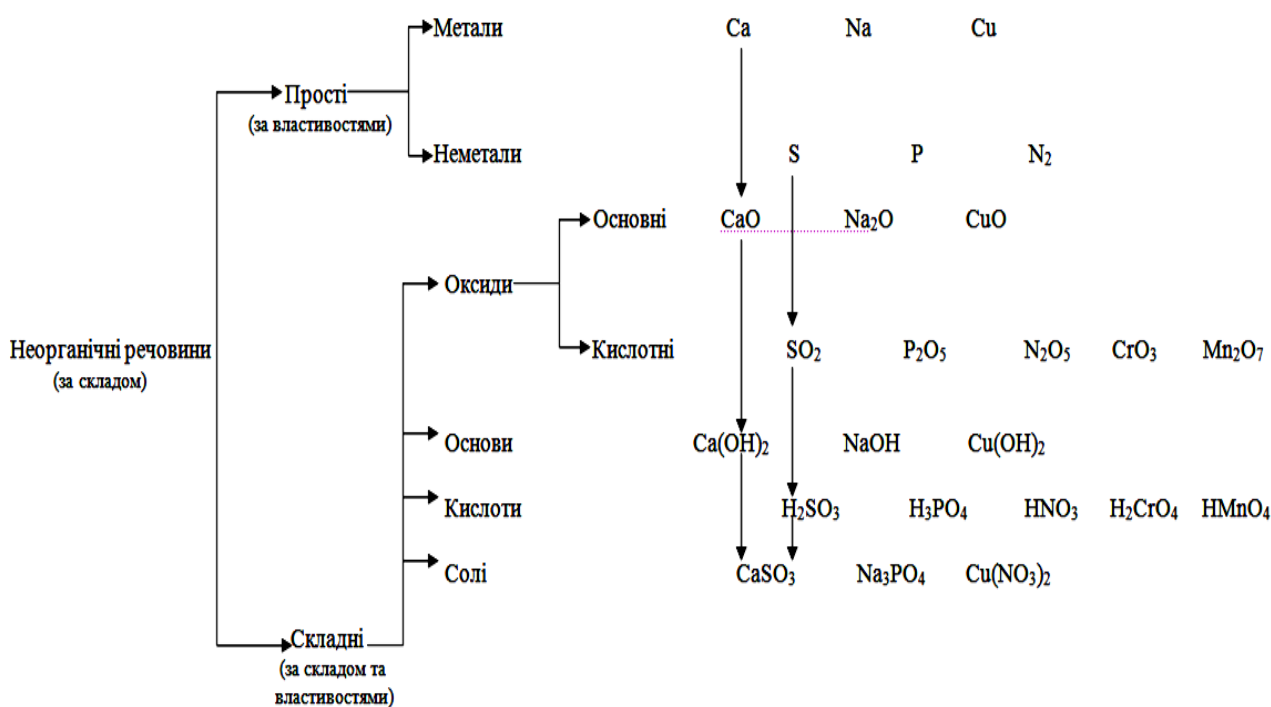 Метали Ca Na Cu
Прості
(за властивостями)
Неметали S P N₂
Основні CaO Na₂O CuO
Оксиди
Неорганічні речовини
(за складом)
Кислотні SO₂ P₂O₅ N₂O₅ CrO₃ Mn₂O₇
Основи Ca(OH)₂ NaOH Cu(OH)₂
Кислоти H₂SO₃ H₃PO₄ HNO₃ H₂CrO₄ HMnO₄
Солі CaSO₃ Na₃PO₄ Cu(NO₃)₂
Складні
(за складом та
властивостями)